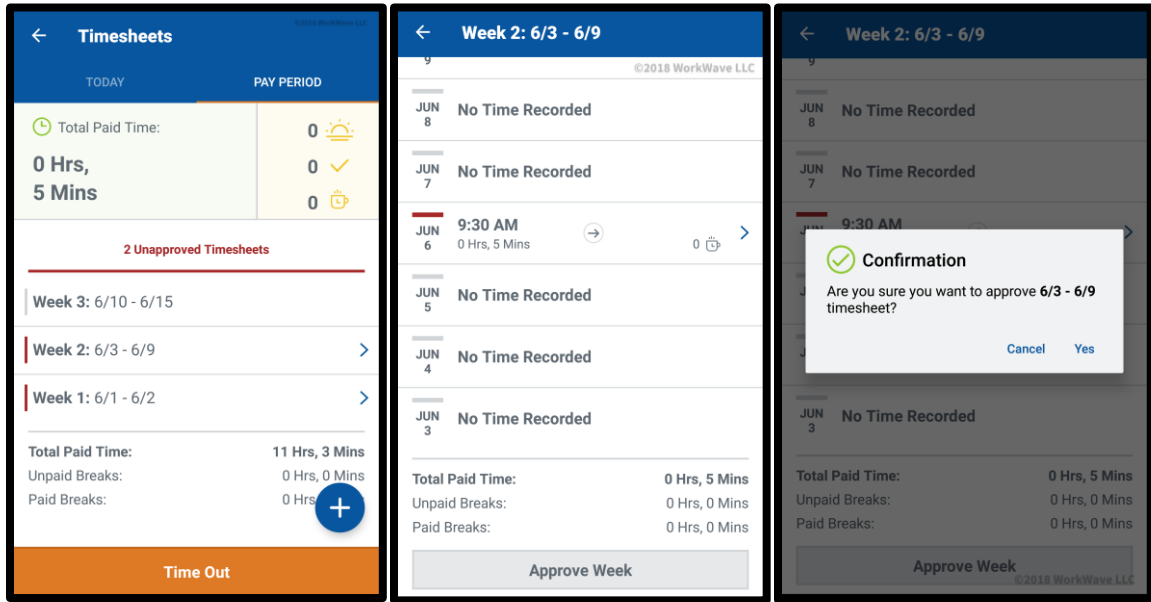 ©2018 WorkWave LLC
Timesheets
TODAY PAY PERIOD
Total Paid Time:
0 Hrs,
5 Mins
0
0
0
2 Unapproved Timesheets
Week 3: 6/10 - 6/15
Week 2: 6/3 - 6/9
Week 1: 6/1 - 6/2
Total Paid Time: 11 Hrs, 3 Mins
Unpaid Breaks: 0 Hrs, 0 Mins
Paid Breaks: 0 Hrs
+
Time Out
Week 2: 6/3 - 6/9
9
©2018 WorkWave LLC
JUN
8
No Time Recorded
JUN
7
No Time Recorded
JUN
6
9:30 AM
0 Hrs, 5 Mins
0
JUN
5
No Time Recorded
JUN
4
No Time Recorded
JUN
3
No Time Recorded
Total Paid Time: 0 Hrs, 5 Mins
Unpaid Breaks: 0 Hrs, 0 Mins
Paid Breaks: 0 Hrs, 0 Mins
Approve Week
Week 2: 6/3 - 6/9
9
JUN
8
No Time Recorded
JUN
7
No Time Recorded
JUN
9:30 AM
Confirmation
Are you sure you want to approve 6/3 - 6/9
timesheet?
Cancel Yes
JUN
3
No Time Recorded
Total Paid Time: 0 Hrs, 5 Mins
Unpaid Breaks: 0 Hrs, 0 Mins
Paid Breaks: 0 Hrs, 0 Mins
Approve Week
©2018 WorkWave LLC